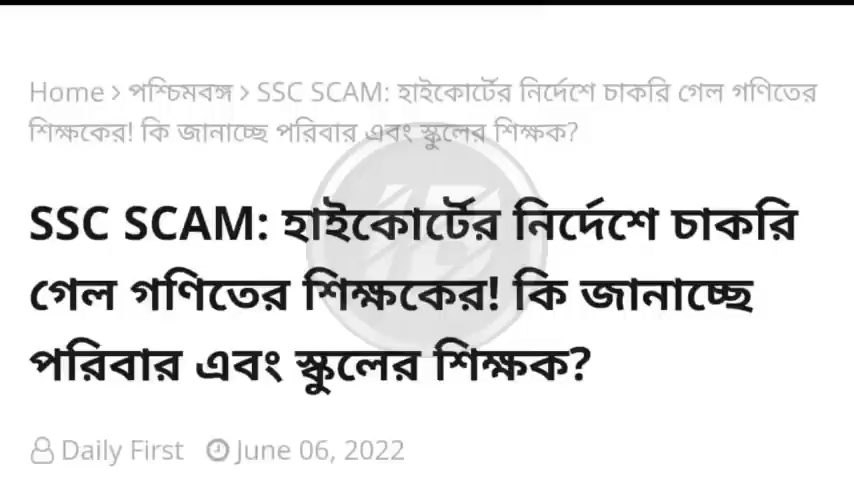 Home > পশ্চিমবঙ্গ > SSC SCAM: হাইকোর্টের নির্দেশে চাকরি গেল গণিতের
শিক্ষকের! কি জানাচ্ছে পরিবার এবং স্কুলের শিক্ষক?
SSC SCAM: হাইকোর্টের নির্দেশে চাকরি
গেল গণিতের শিক্ষকের! কি জানাচ্ছে
পরিবার এবং স্কুলের শিক্ষক?
Daily First June 06, 2022